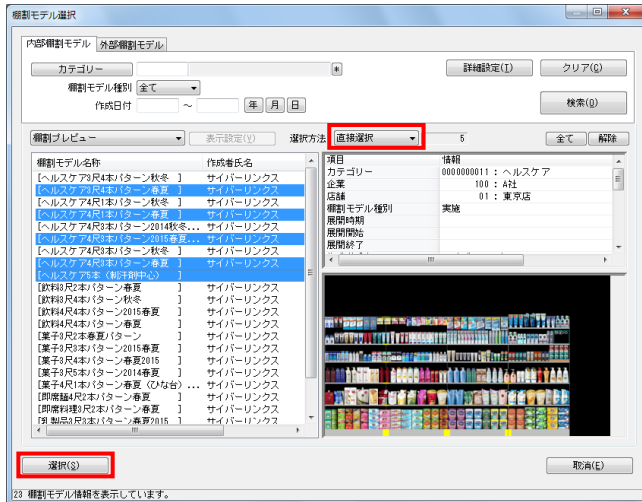 棚割モデル選択
内部棚割モデル 外部棚割モデル
カテゴリー * 詳細設定(I) クリア(C)
棚割モデル種別 全て
作成日付 ～ 年 月 日 検索(Q)
棚割プレビュー 表示設定(V) 選択方法 直接選択 5 全て 解除
棚割モデル名称 作成者氏名
[ヘルスケア3尺4本パターン秋冬 ] サイバーリンクス
[ヘルスケア3尺4本パターン春夏 ] サイバーリンクス
[ヘルスケア4尺1本パターン秋冬 ] サイバーリンクス
[ヘルスケア4尺1本パターン春夏 ] サイバーリンクス
[ヘルスケア4尺3本パターン2014秋冬... サイバーリンクス
[ヘルスケア4尺3本パターン2015春夏... サイバーリンクス
[ヘルスケア4尺3本パターン秋冬 ] サイバーリンクス
[ヘルスケア4尺3本パターン春夏 ] サイバーリンクス
[ヘルスケア5本（制汗剤中心） ]
[飲料3尺2本パターン春夏 ] サイバーリンクス
[飲料3尺4本パターン秋冬 ] サイバーリンクス
[飲料4尺4本パターン2015春夏 ] サイバーリンクス
[飲料4尺4本パターン春夏 ] サイバーリンクス
[菓子3尺2本春夏パターン ] サイバーリンクス
[菓子3尺3本パターン2015春夏 ] サイバーリンクス
[菓子3尺4本パターン春夏2015 ] サイバーリンクス
[菓子3尺5本パターン2014春夏 ] サイバーリンクス
[菓子4尺1本パターン春夏（ひな台）... サイバーリンクス
[即席麺4尺2本パターン春夏 ] サイバーリンクス
[即席料理3尺2本パターン春夏 ] サイバーリンクス
[乳製品3尺3本パターン春夏2015 ] サイバーリンクス
項目 情報
カテゴリー 0000000011 : ヘルスケア
企業 100 : A社
店舗 01 : 東京店
棚割モデル種別 実施
展開時期
展開開始
展開終了
選択(S) 取消(E)
23 棚割モデル情報を表示しています。